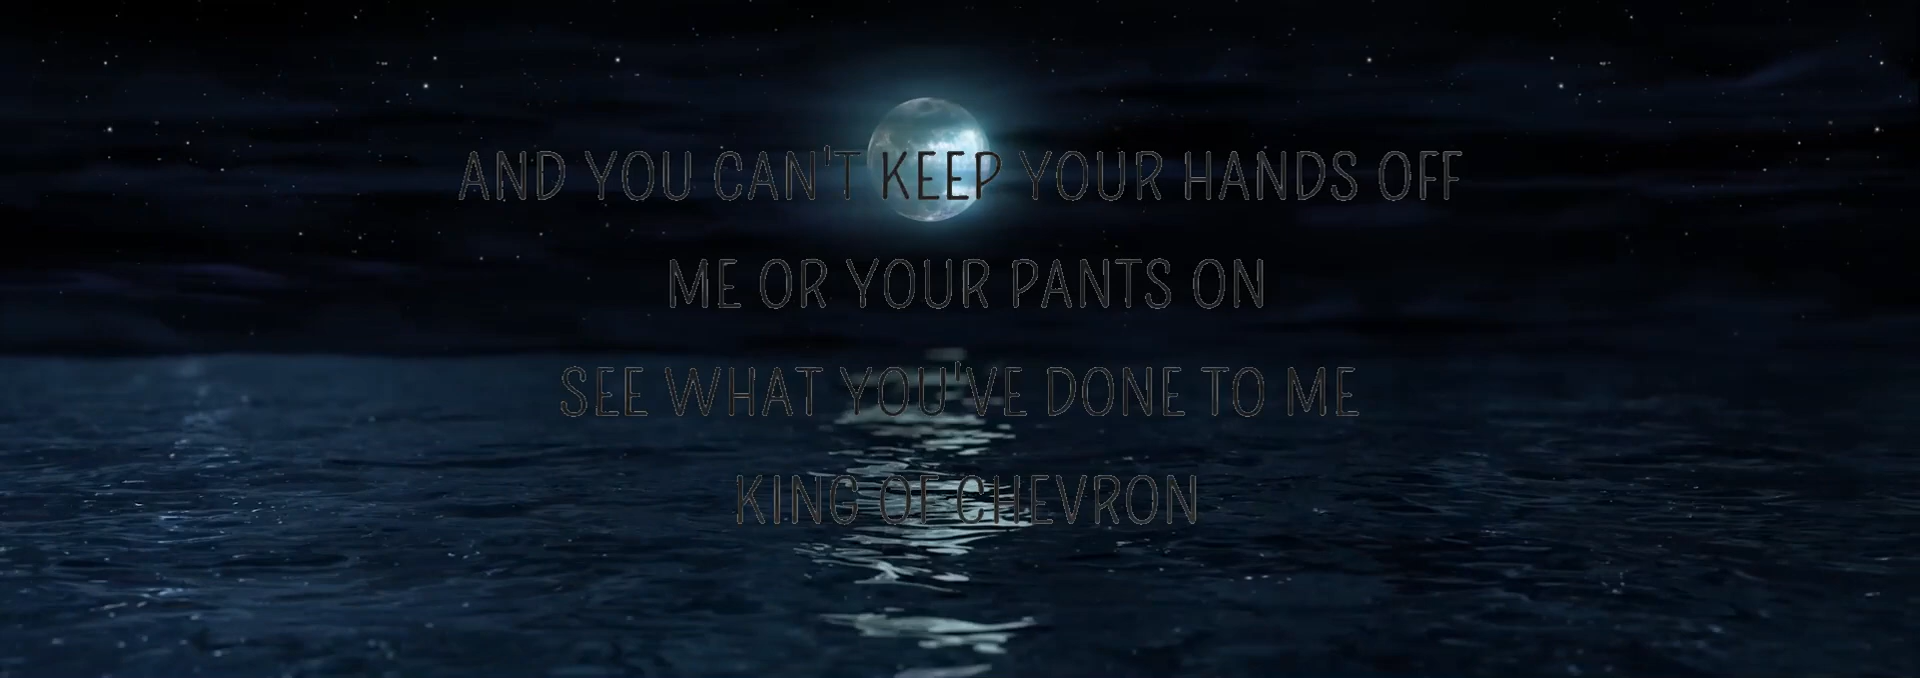 AND YOU CAN'T KEEP YOUR HANDS OFF
ME OR YOUR PANTS ON
SEE WHAT YOU'VE DONE TO ME
KING OF CHEVRON